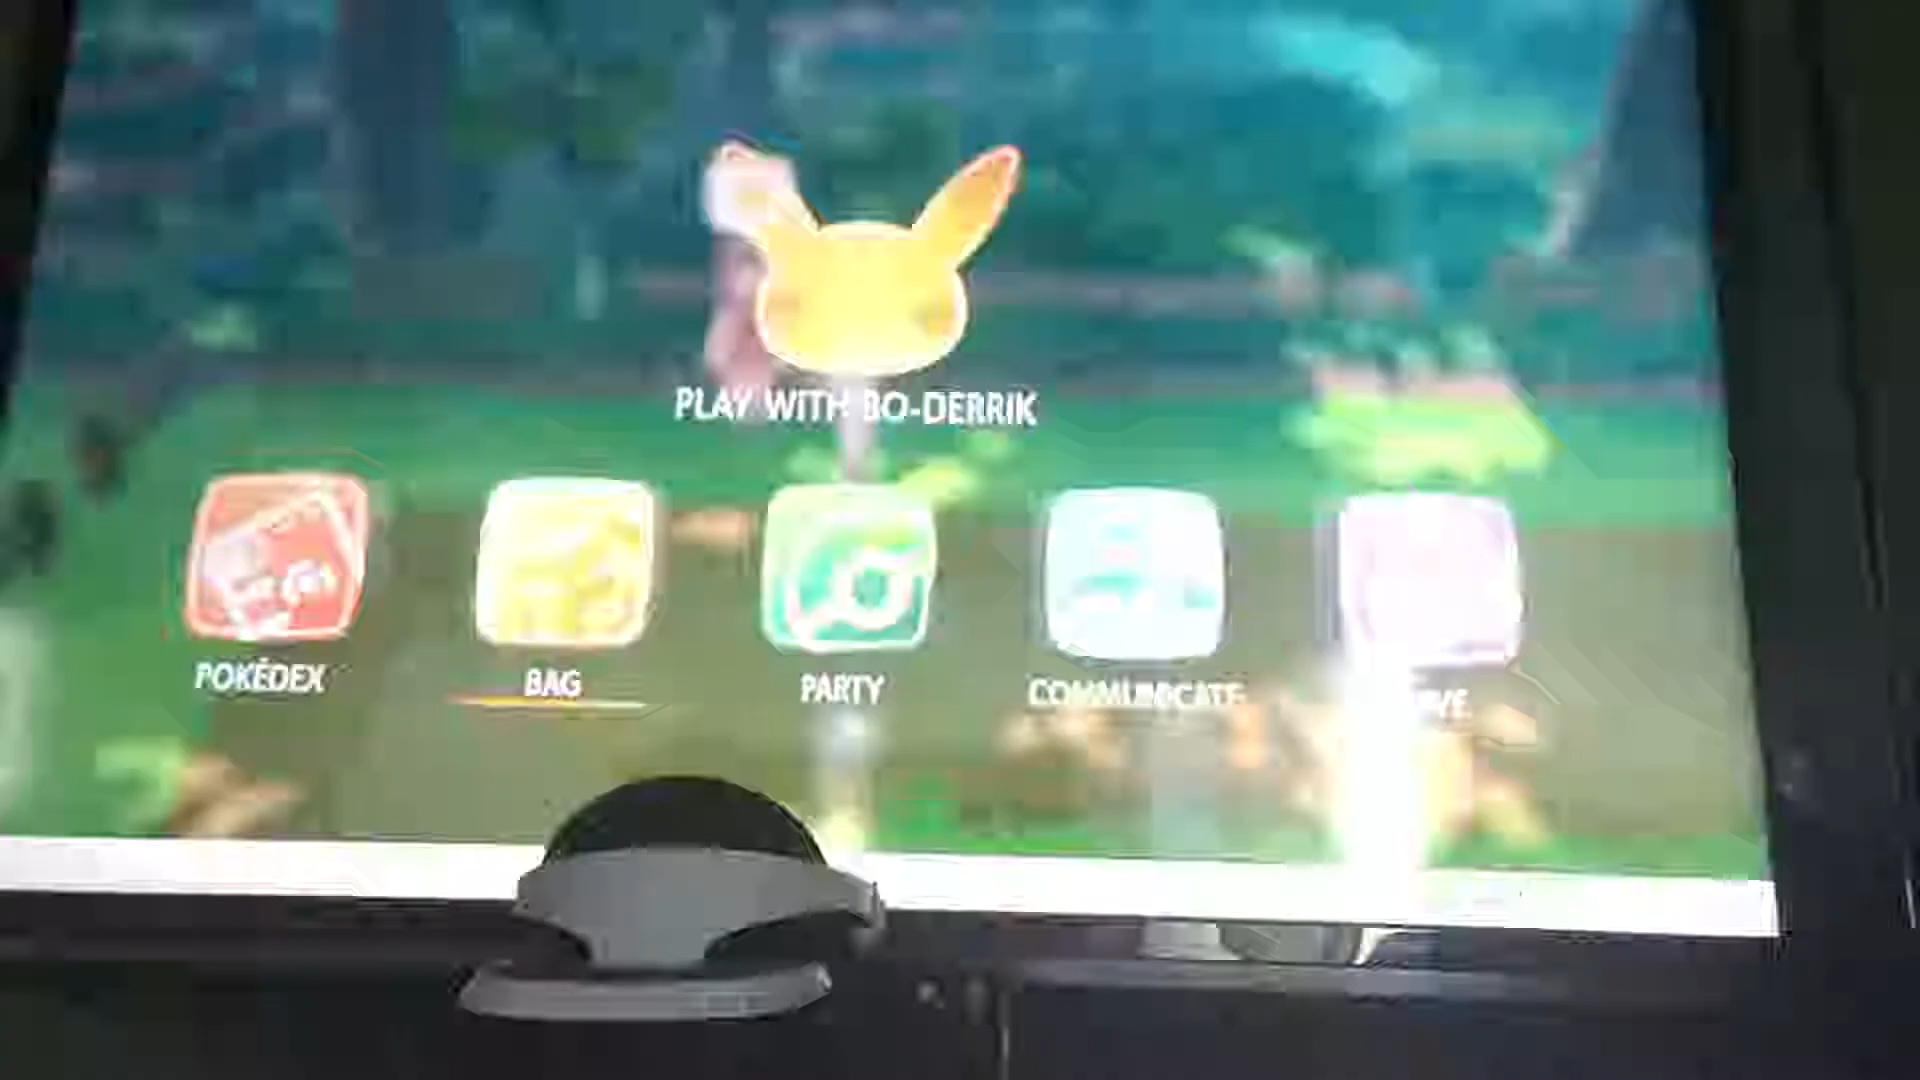 PLAY WITH BO-DERRIK
POKÉDEX
BAG
PARTY
COMMUNICATE